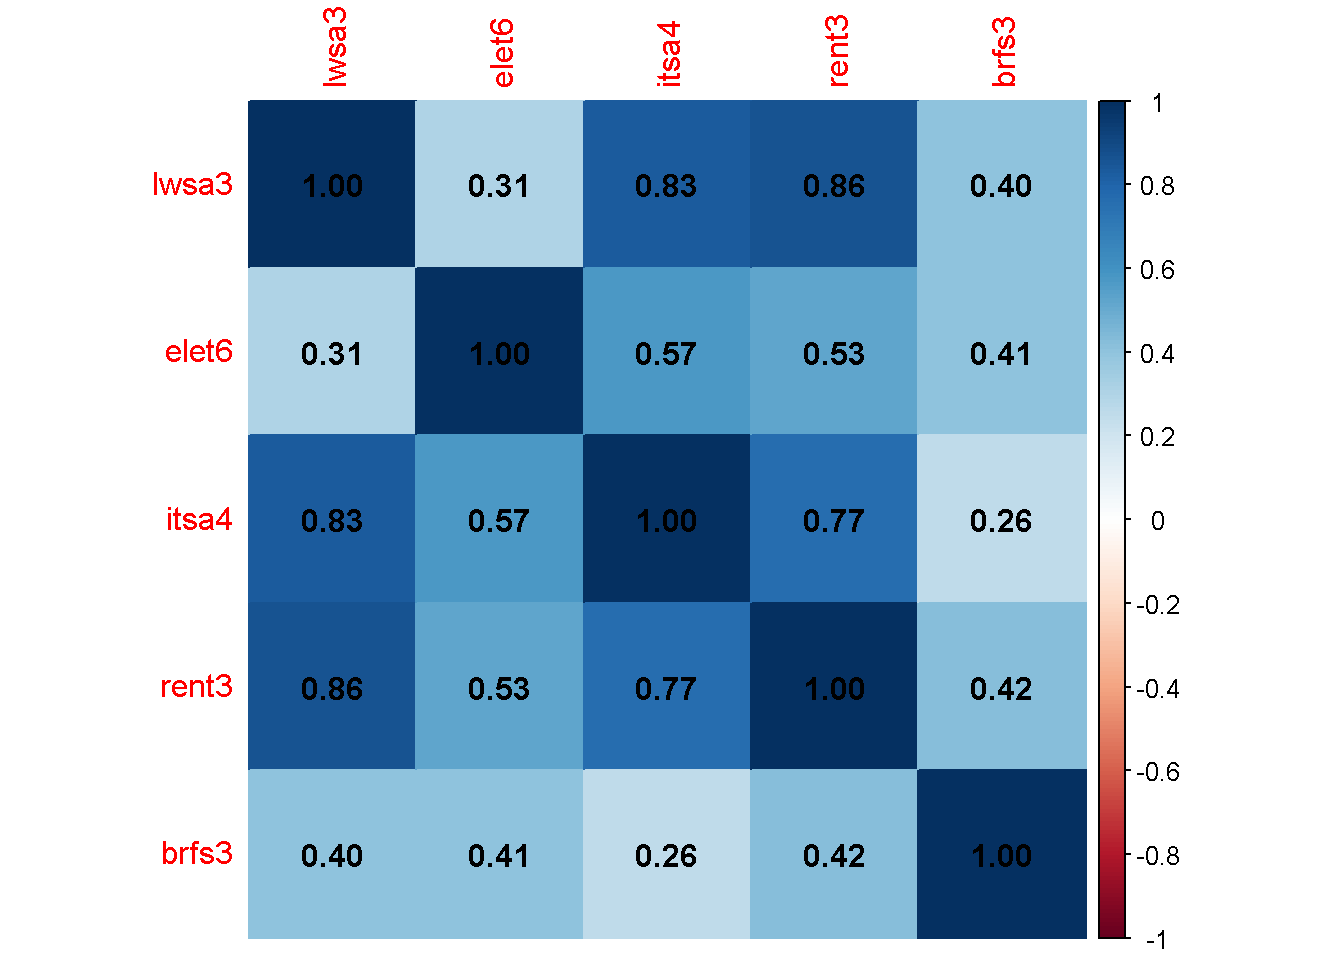 lwsa3 elet6 itsa4 rent3 brfs3
lwsa3 1.00 0.31 0.83 0.86 0.40
elet6 0.31 1.00 0.57 0.53 0.41
itsa4 0.83 0.57 1.00 0.77 0.26
rent3 0.86 0.53 0.77 1.00 0.42
brfs3 0.40 0.41 0.26 0.42 1.00
1
0.8
0.6
0.4
0.2
0
-0.2
-0.4
-0.6
-0.8
-1